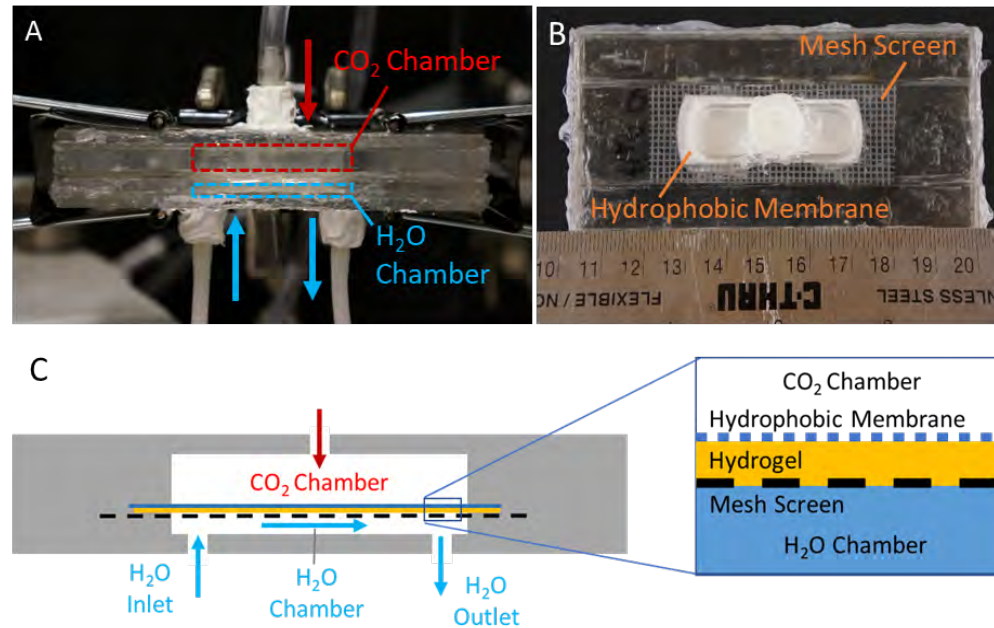 A
CO₂ Chamber
H₂O
Chamber
B
Mesh Screen
Hydrophobic Membrane
10 11 12 13 14 15 16 17 18 19 20
FLEXIBLE / NO
C-THRU
NLESS STEEL
C
CO₂ Chamber
H₂O
Inlet
H₂O
Chamber
H₂O
Outlet
CO₂ Chamber
Hydrophobic Membrane
Hydrogel
Mesh Screen
H₂O Chamber